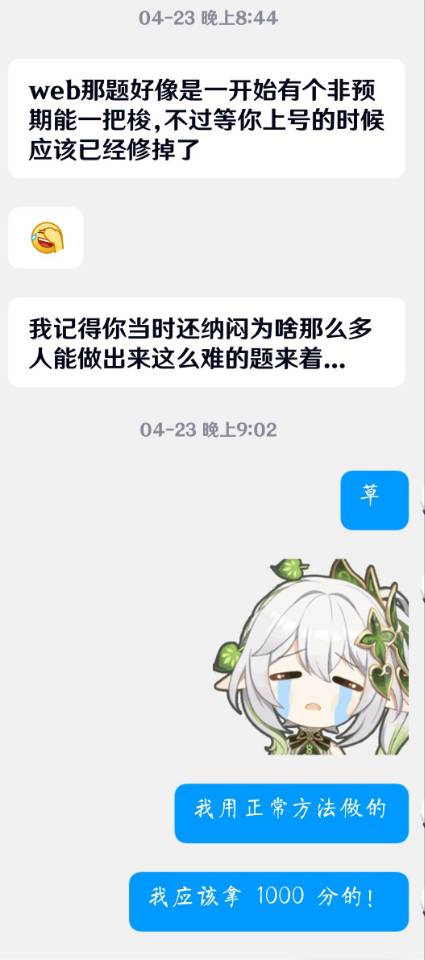 04-23 晚上8:44
web那题好像是一开始有个非预
期能一把梭,不过等你上号的时候
应该已经修掉了
我记得你当时还纳闷为啥那么多
人能做出来这么难的题来着...
04-23 晚上9:02
草
我用正常方法做的
我应该拿 1000 分的!